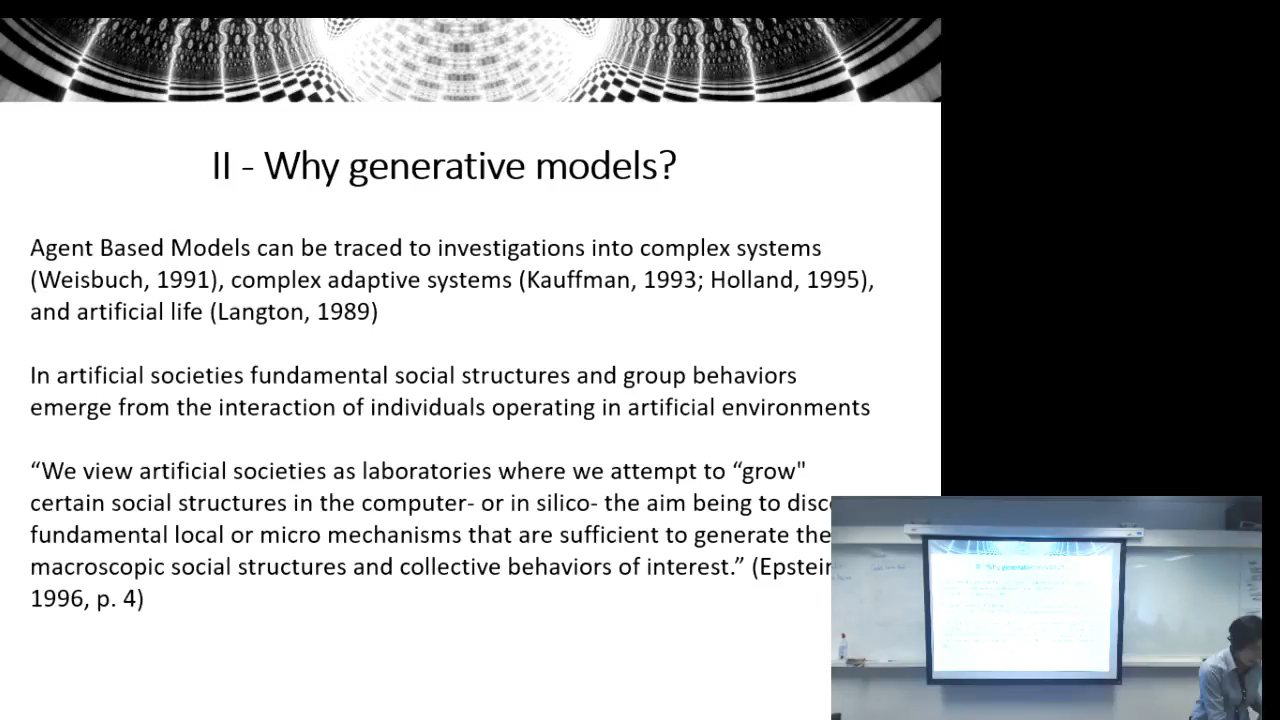 II - Why generative models?
Agent Based Models can be traced to investigations into complex systems
(Weisbuch, 1991), complex adaptive systems (Kauffman, 1993; Holland, 1995),
and artificial life (Langton, 1989)
In artificial societies fundamental social structures and group behaviors
emerge from the interaction of individuals operating in artificial environments
“We view artificial societies as laboratories where we attempt to “grow"
certain social structures in the computer- or in silico- the aim being to
fundamental local or micro mechanisms that are sufficient to generate the
macroscopic social structures and collective behaviors of interest.” (Epstein
1996, p. 4)
II - Why generative models?